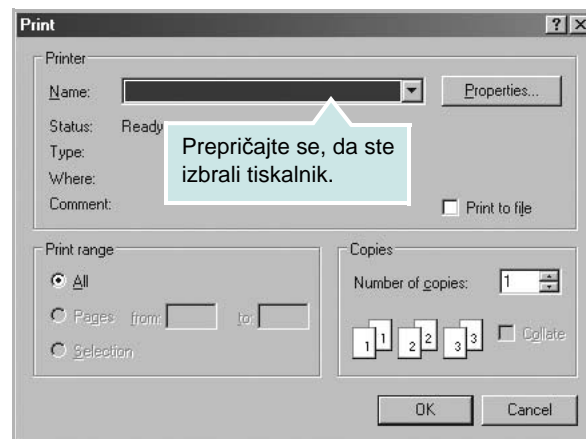 Print
Printer
Name:
Properties...
Status: Ready
Type:
Where:
Comment:
Prepričajte se, da ste
izbrali tiskalnik.
Print to file
Print range
All
Pages from: to:
Selection
Copies
Number of copies: 1
1 1 2 2 3 3
Collate
OK Cancel